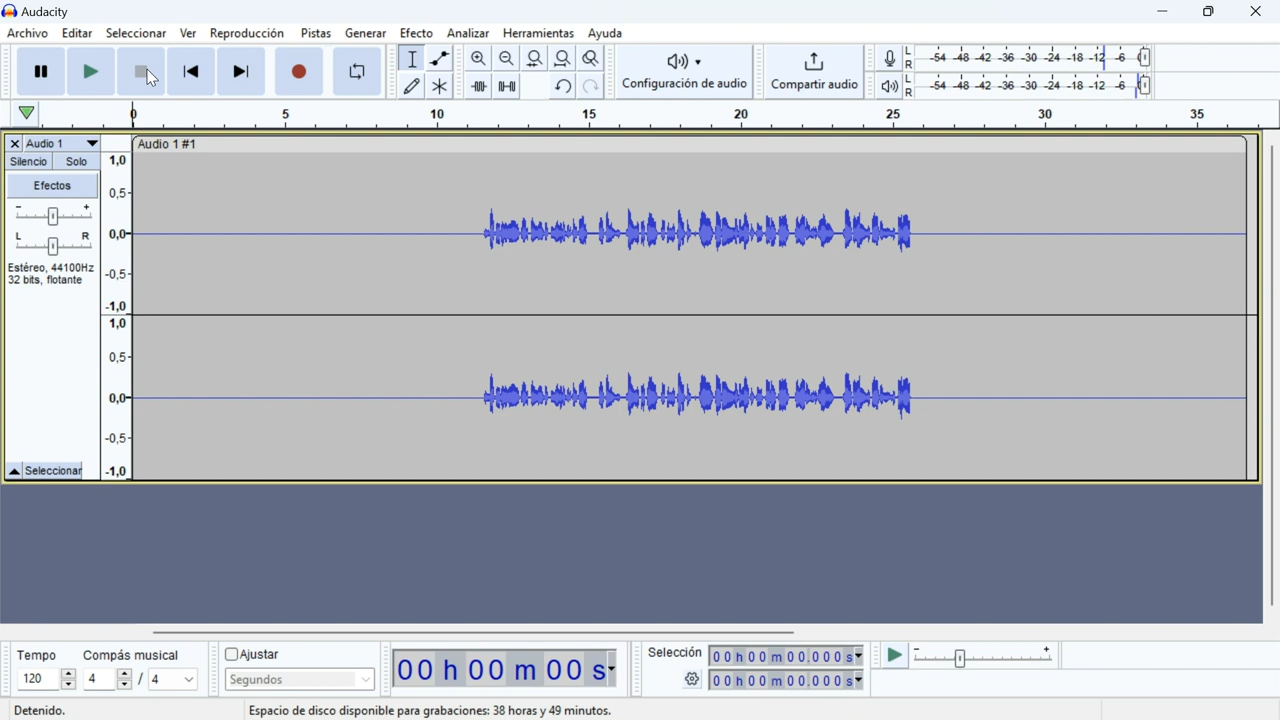 Audacity
Archivo Editar Seleccionar Ver Reproducción Pistas Generar Efecto Analizar Herramientas Ayuda
Configuración de audio
Compartir audio
L R -54 -48 -42 -36 -30 -24 -18 -12 -6 0
L R -54 -48 -42 -36 -30 -24 -18 -12 -6 0
0 5 10 15 20 25 30 35
Audio 1
Audio 1 #1
Silencio Solo
Efectos
- +
L R
Estéreo, 44100Hz
32 bits, flotante
Seleccionar
1,0
0,5
0,0
-0,5
-1,0
1,0
0,5
0,0
-0,5
-1,0
Tempo
120
Compás musical
4 / 4
Ajustar
Segundos
00 h 00 m 00 s
Selección
00 h 00 m 00.000 s
00 h 00 m 00.000 s
- +
Detenido.
Espacio de disco disponible para grabaciones: 38 horas y 49 minutos.